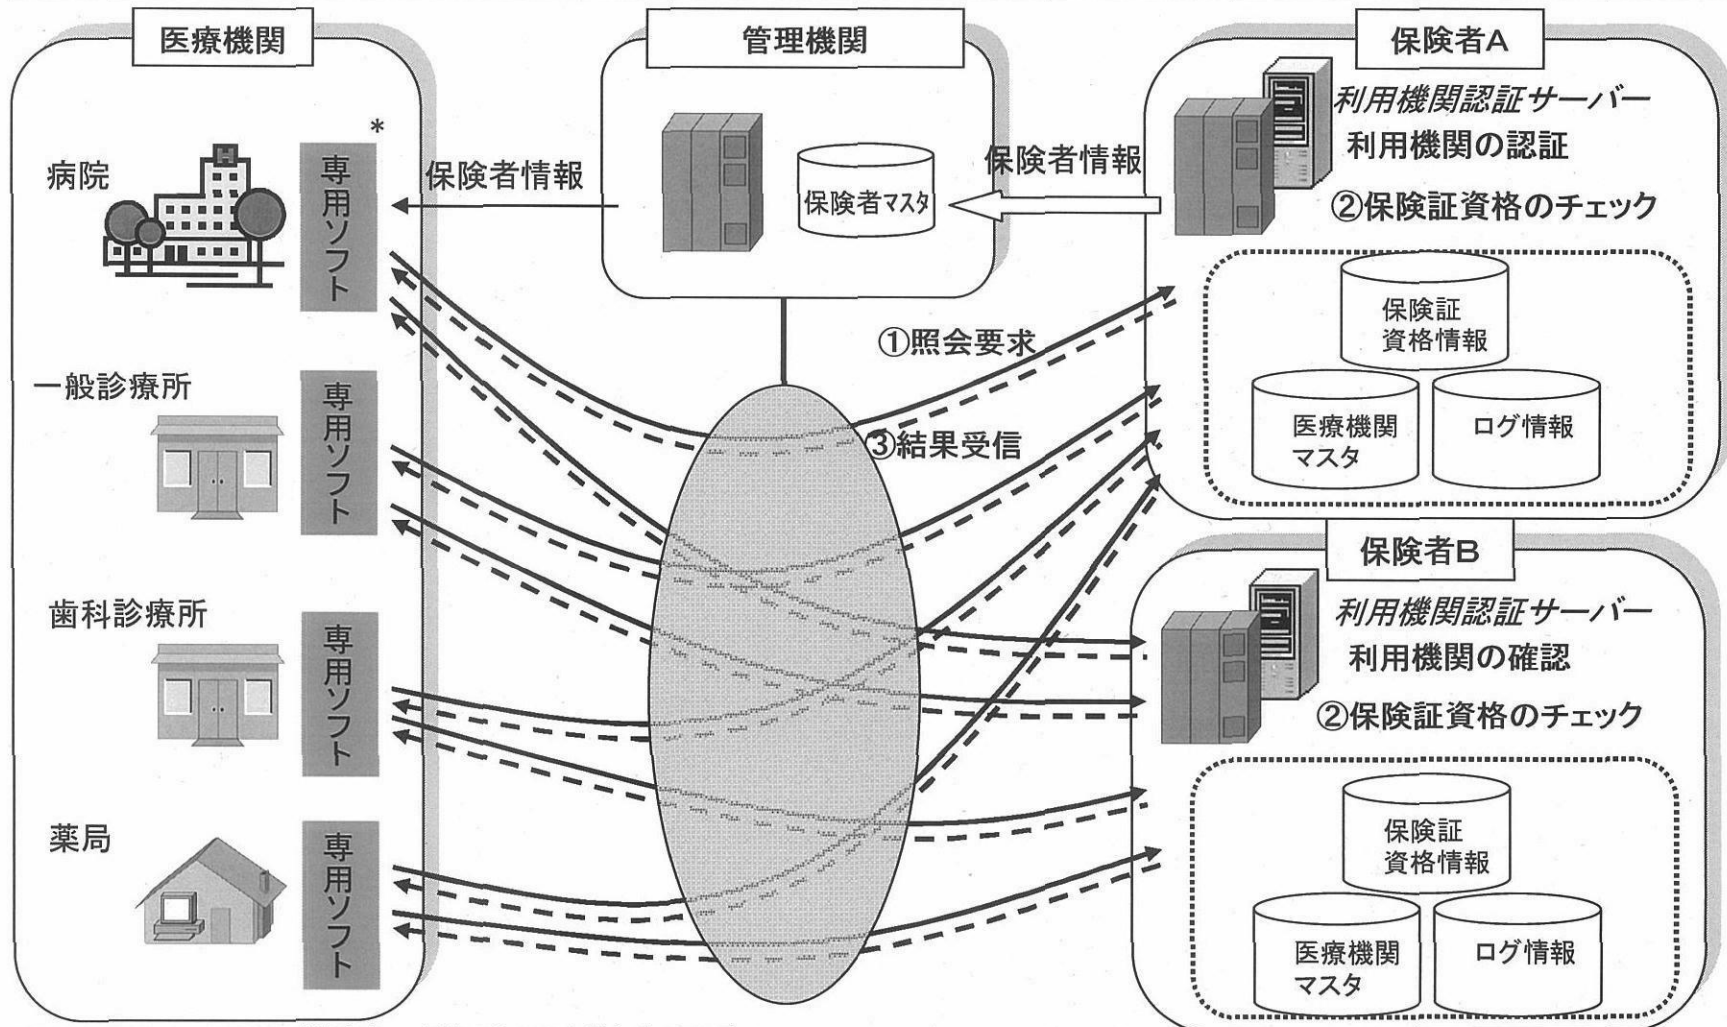 医療機関
管理機関
保険者A
病院
専用ソフト
*
保険者情報
保険者マスタ
保険者情報
利用機関認証サーバー
利用機関の認証
②保険証資格のチェック
保険証
資格情報
医療機関
マスタ
ログ情報
①照会要求
③結果受信
一般診療所
専用ソフト
歯科診療所
専用ソフト
薬局
専用ソフト
保険者B
利用機関認証サーバー
利用機関の確認
②保険証資格のチェック
保険証
資格情報
医療機関
マスタ
ログ情報